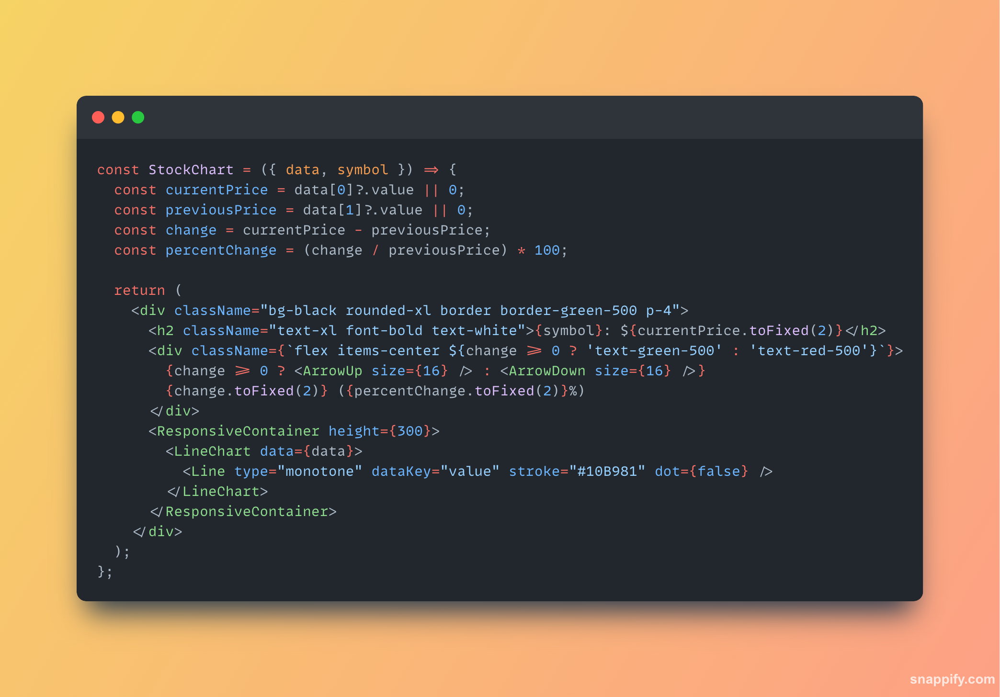 const StockChart = ({ data, symbol }) => {
  const currentPrice = data[0]?.value || 0;
  const previousPrice = data[1]?.value || 0;
  const change = currentPrice - previousPrice;
  const percentChange = (change / previousPrice) * 100;

  return (
    <div className="bg-black rounded-xl border border-green-500 p-4">
      <h2 className="text-xl font-bold text-white">{symbol}: ${currentPrice.toFixed(2)}</h2>
      <div className={`flex items-center ${change >= 0 ? 'text-green-500' : 'text-red-500'}`}>
        {change >= 0 ? <ArrowUp size={16} /> : <ArrowDown size={16} />}
        {change.toFixed(2)} ({percentChange.toFixed(2)}%)
      </div>
      <ResponsiveContainer height={300}>
        <LineChart data={data}>
          <Line type="monotone" dataKey="value" stroke="#10B981" dot={false} />
        </LineChart>
      </ResponsiveContainer>
    </div>
  );
};
snappify.com